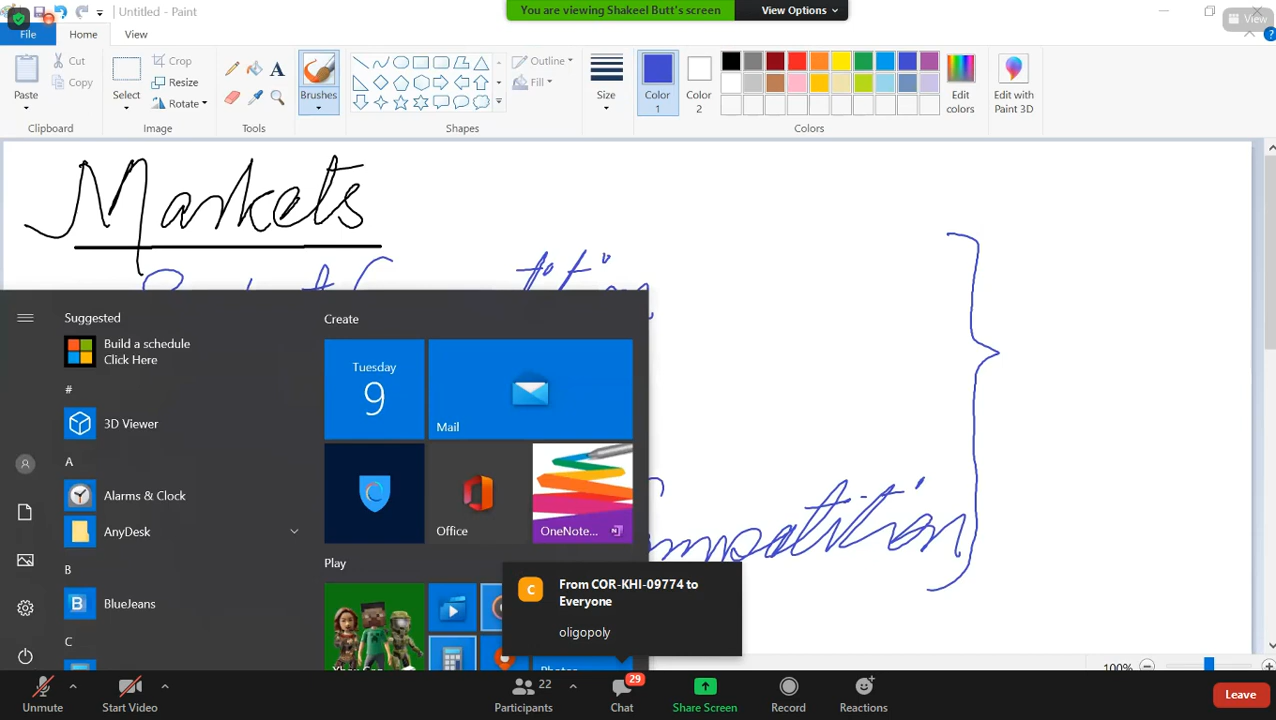 Untitled - Paint
You are viewing Shakeel Butt's screen
View Options
View
File
Home
View
Paste
Cut
Copy
Clipboard
Select
Crop
Resize
Rotate
Image
Tools
Brushes
Shapes
Outline
Fill
Size
Color 1
Color 2
Colors
Edit colors
Edit with Paint 3D
Markets
Suggested
Build a schedule
Click Here
#
3D Viewer
A
Alarms & Clock
AnyDesk
B
BlueJeans
C
Create
Tuesday
9
Mail
Office
OneNote...
Play
From COR-KHI-09774 to
Everyone
oligopoly
100%
Unmute
Start Video
22
Participants
29
Chat
Share Screen
Record
Reactions
Leave